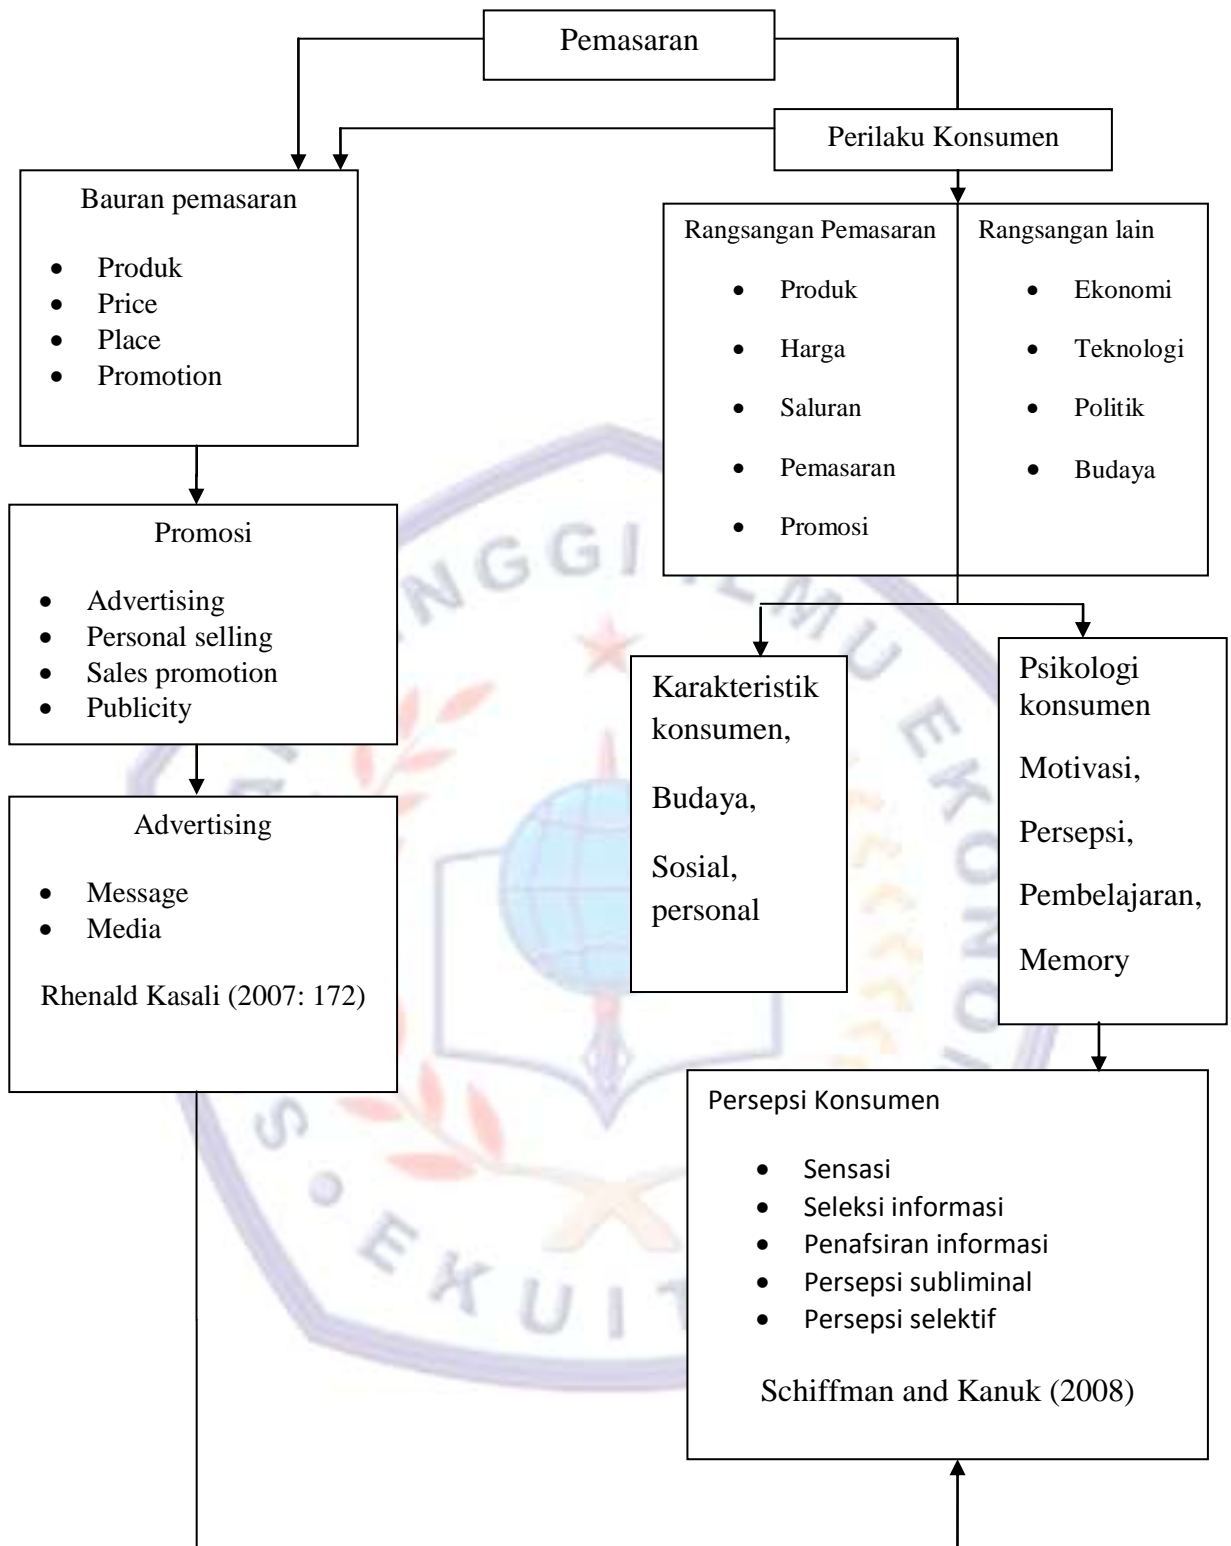 Pemasaran
Perilaku Konsumen
Bauran pemasaran
• Produk
• Price
• Place
• Promotion
Rangsangan Pemasaran
• Produk
• Harga
• Saluran
• Pemasaran
• Promosi
Rangsangan lain
• Ekonomi
• Teknologi
• Politik
• Budaya
Promosi
• Advertising
• Personal selling
• Sales promotion
• Publicity
Karakteristik
konsumen,
Budaya,
Sosial,
personal
Psikologi
konsumen
Motivasi,
Persepsi,
Pembelajaran,
Memory
Advertising
• Message
• Media
Rhenald Kasali (2007: 172)
Persepsi Konsumen
• Sensasi
• Seleksi informasi
• Penafsiran informasi
• Persepsi subliminal
• Persepsi selektif
Schiffman and Kanuk (2008)